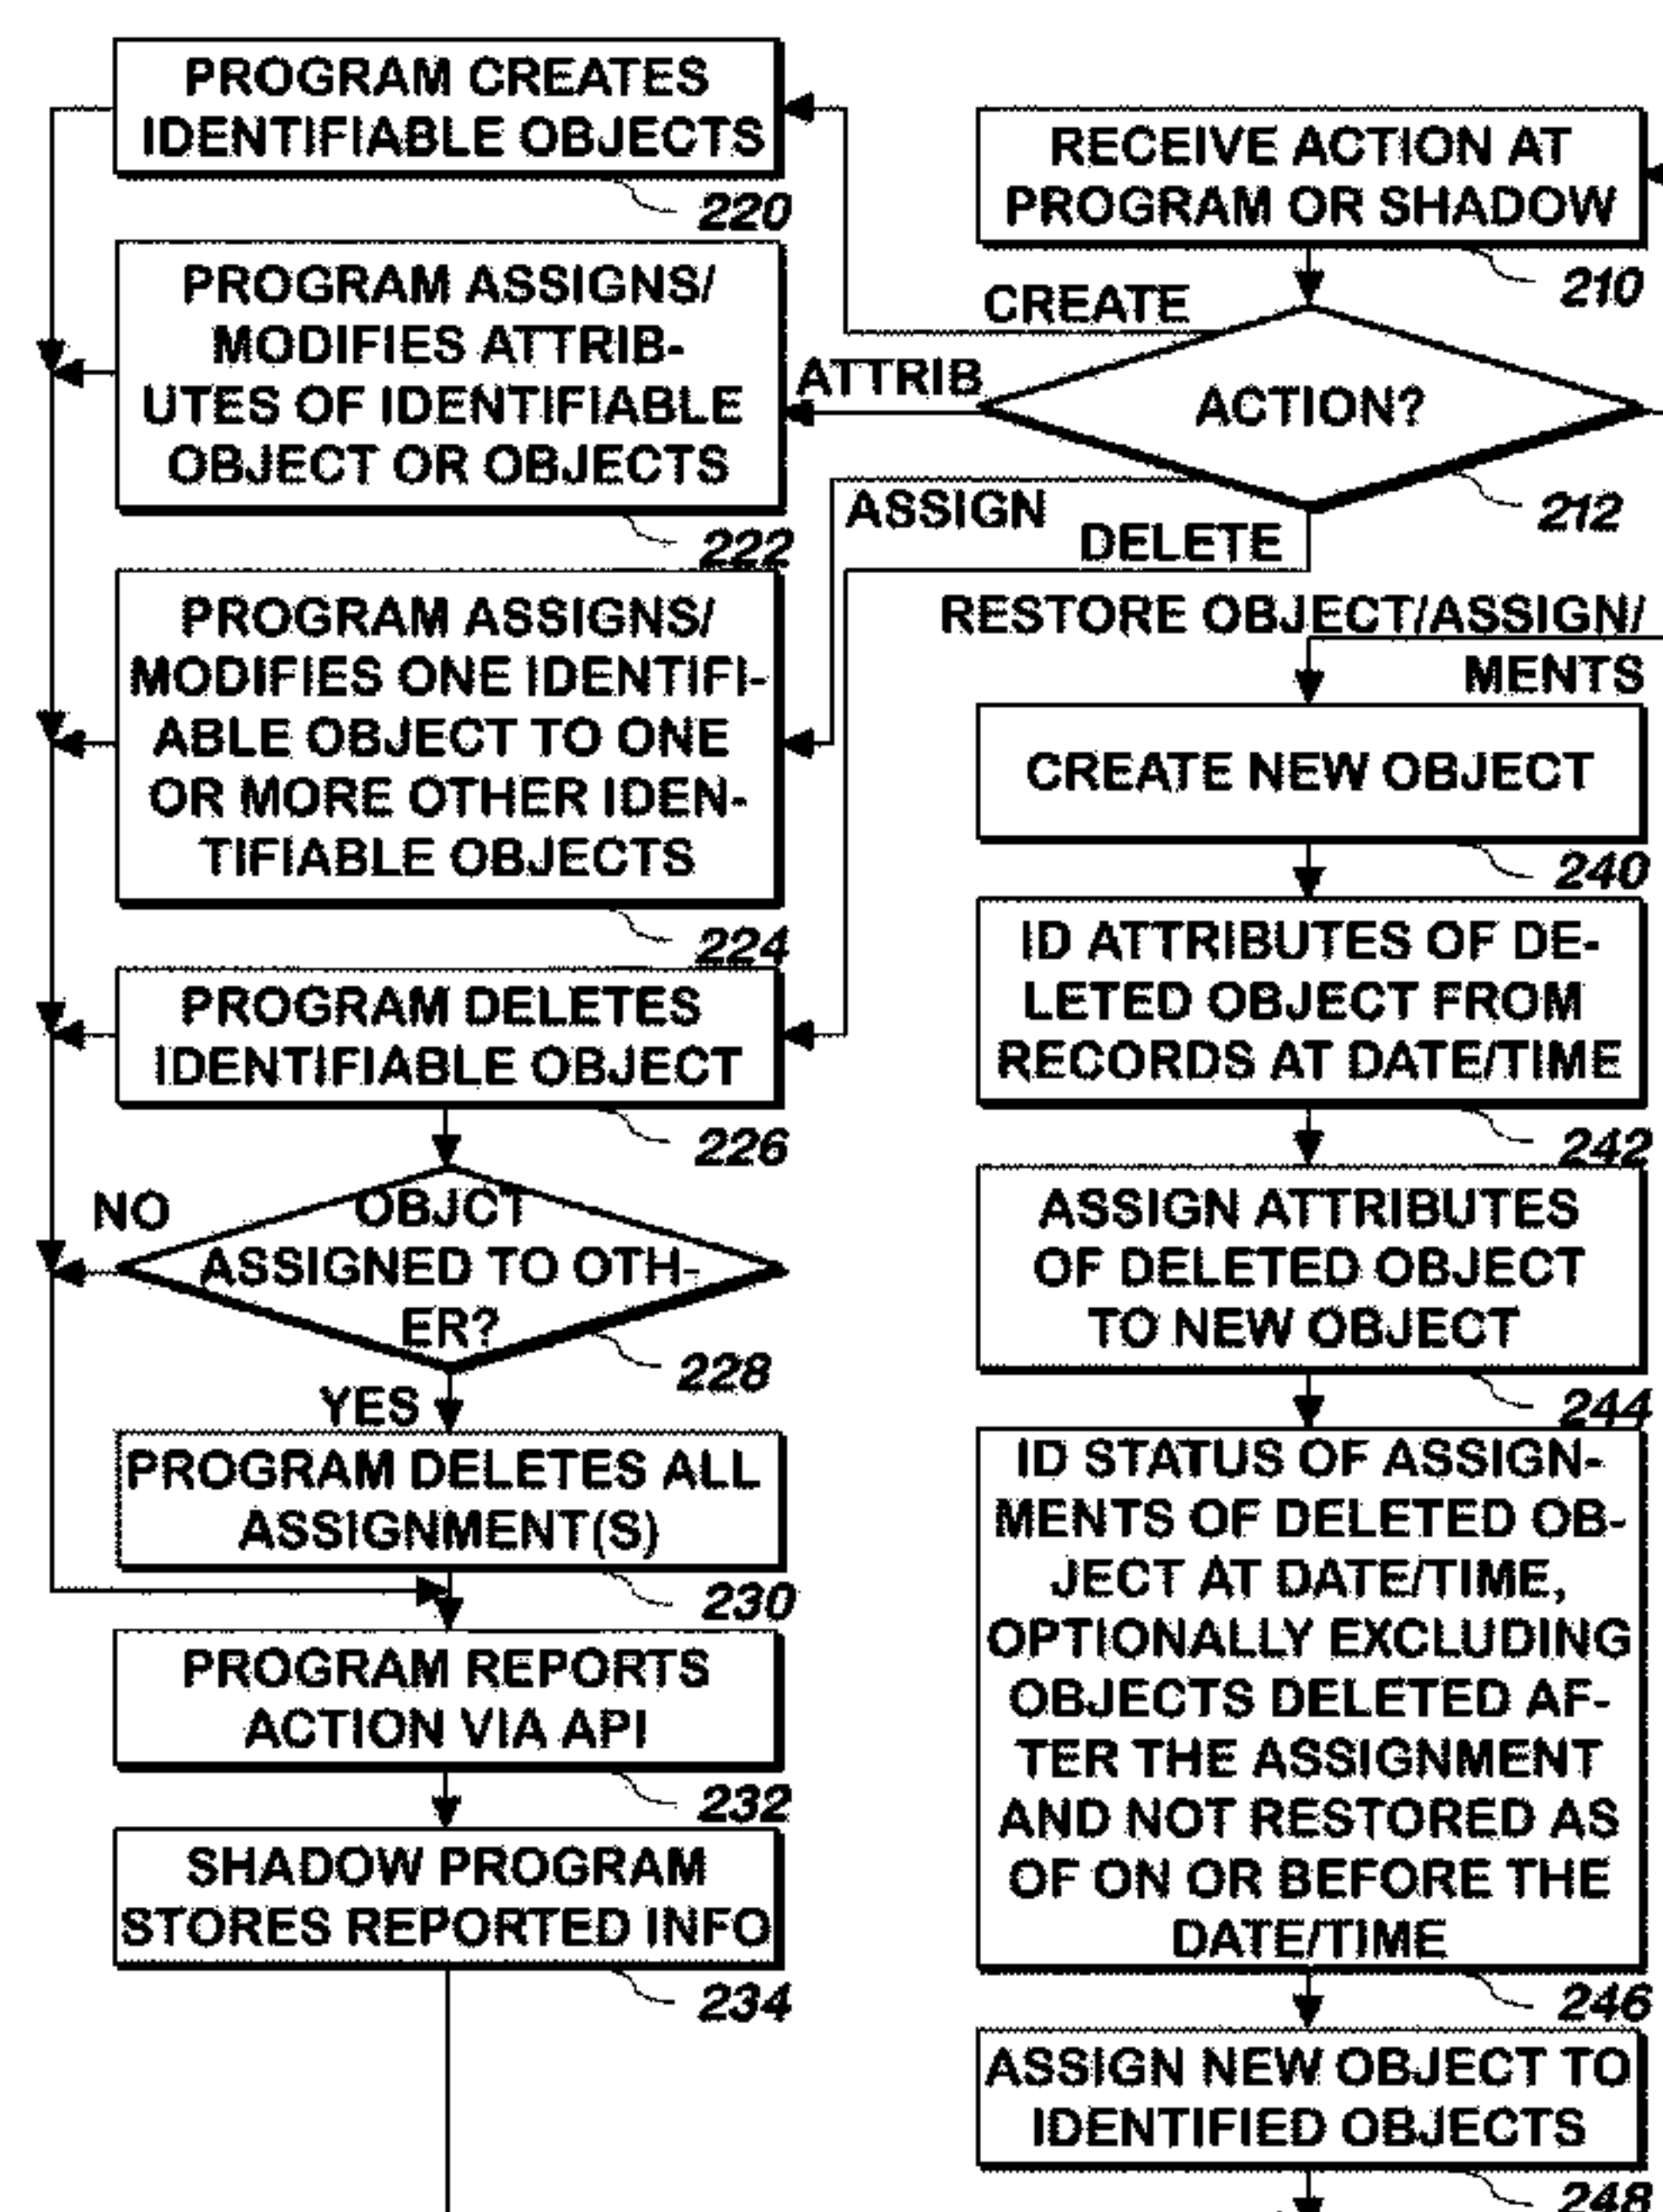 PROGRAM CREATES
IDENTIFIABLE OBJECTS
220
PROGRAM ASSIGNS/
MODIFIES ATTRIB-
UTES OF IDENTIFIABLE
OBJECT OR OBJECTS
222
PROGRAM ASSIGNS/
MODIFIES ONE IDENTIFI-
ABLE OBJECT TO ONE
OR MORE OTHER IDEN-
TIFIABLE OBJECTS
224
PROGRAM DELETES
IDENTIFIABLE OBJECT
226
OBJCT
ASSIGNED TO OTH-
ER?
228
NO
YES
PROGRAM DELETES ALL
ASSIGNMENT(S)
230
PROGRAM REPORTS
ACTION VIA API
232
SHADOW PROGRAM
STORES REPORTED INFO
234
RECEIVE ACTION AT
PROGRAM OR SHADOW
210
CREATE
ATTRIB
ACTION?
212
ASSIGN
DELETE
RESTORE OBJECT/ASSIGN/
MENTS
CREATE NEW OBJECT
240
ID ATTRIBUTES OF DE-
LETED OBJECT FROM
RECORDS AT DATE/TIME
242
ASSIGN ATTRIBUTES
OF DELETED OBJECT
TO NEW OBJECT
244
ID STATUS OF ASSIGN-
MENTS OF DELETED OB-
JECT AT DATE/TIME,
OPTIONALLY EXCLUDING
OBJECTS DELETED AF-
TER THE ASSIGNMENT
AND NOT RESTORED AS
OF ON OR BEFORE THE
DATE/TIME
246
ASSIGN NEW OBJECT TO
IDENTIFIED OBJECTS
248